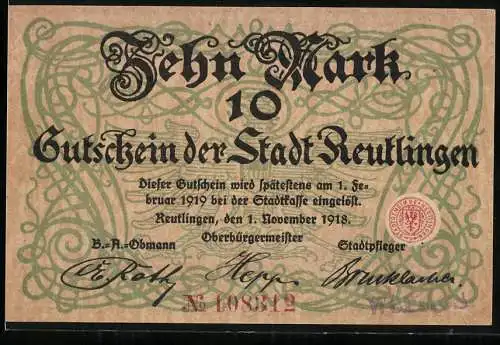 Zehn Mark
10
Gutschein der Stadt Reutlingen
Dieser Gutschein wird spätestens am 1. Fe-
bruar 1919 bei der Stadtkasse eingelöst.
Reutlingen, den 1. November 1918.
B.-A.-Obmann Oberbürgermeister Stadtpfleger
Hepp
No 108312